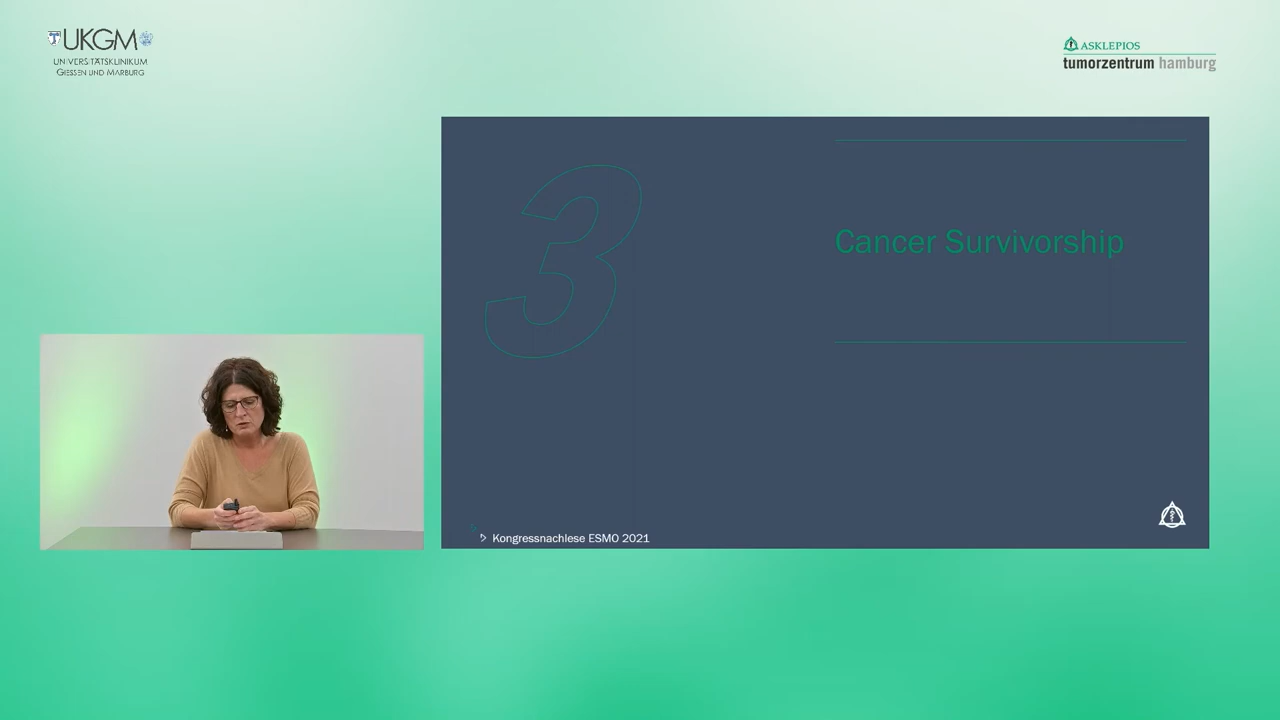 UKGM
UNIVERSITÄTSKLINIKUM
GIESSEN UND MARBURG
ASKLEPIOS
tumorzentrum hamburg
3
Cancer Survivorship
Kongressnachlese ESMO 2021